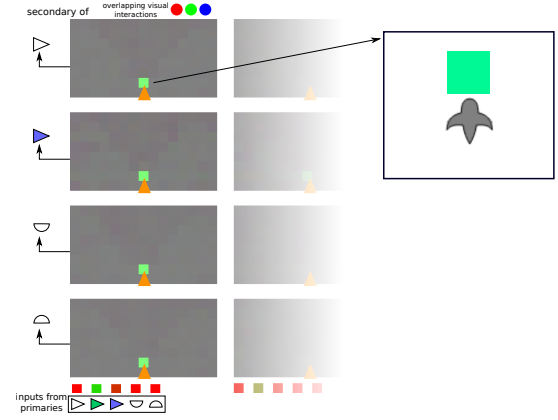 secondary of
overlapping visual
interactions
inputs from
primaries